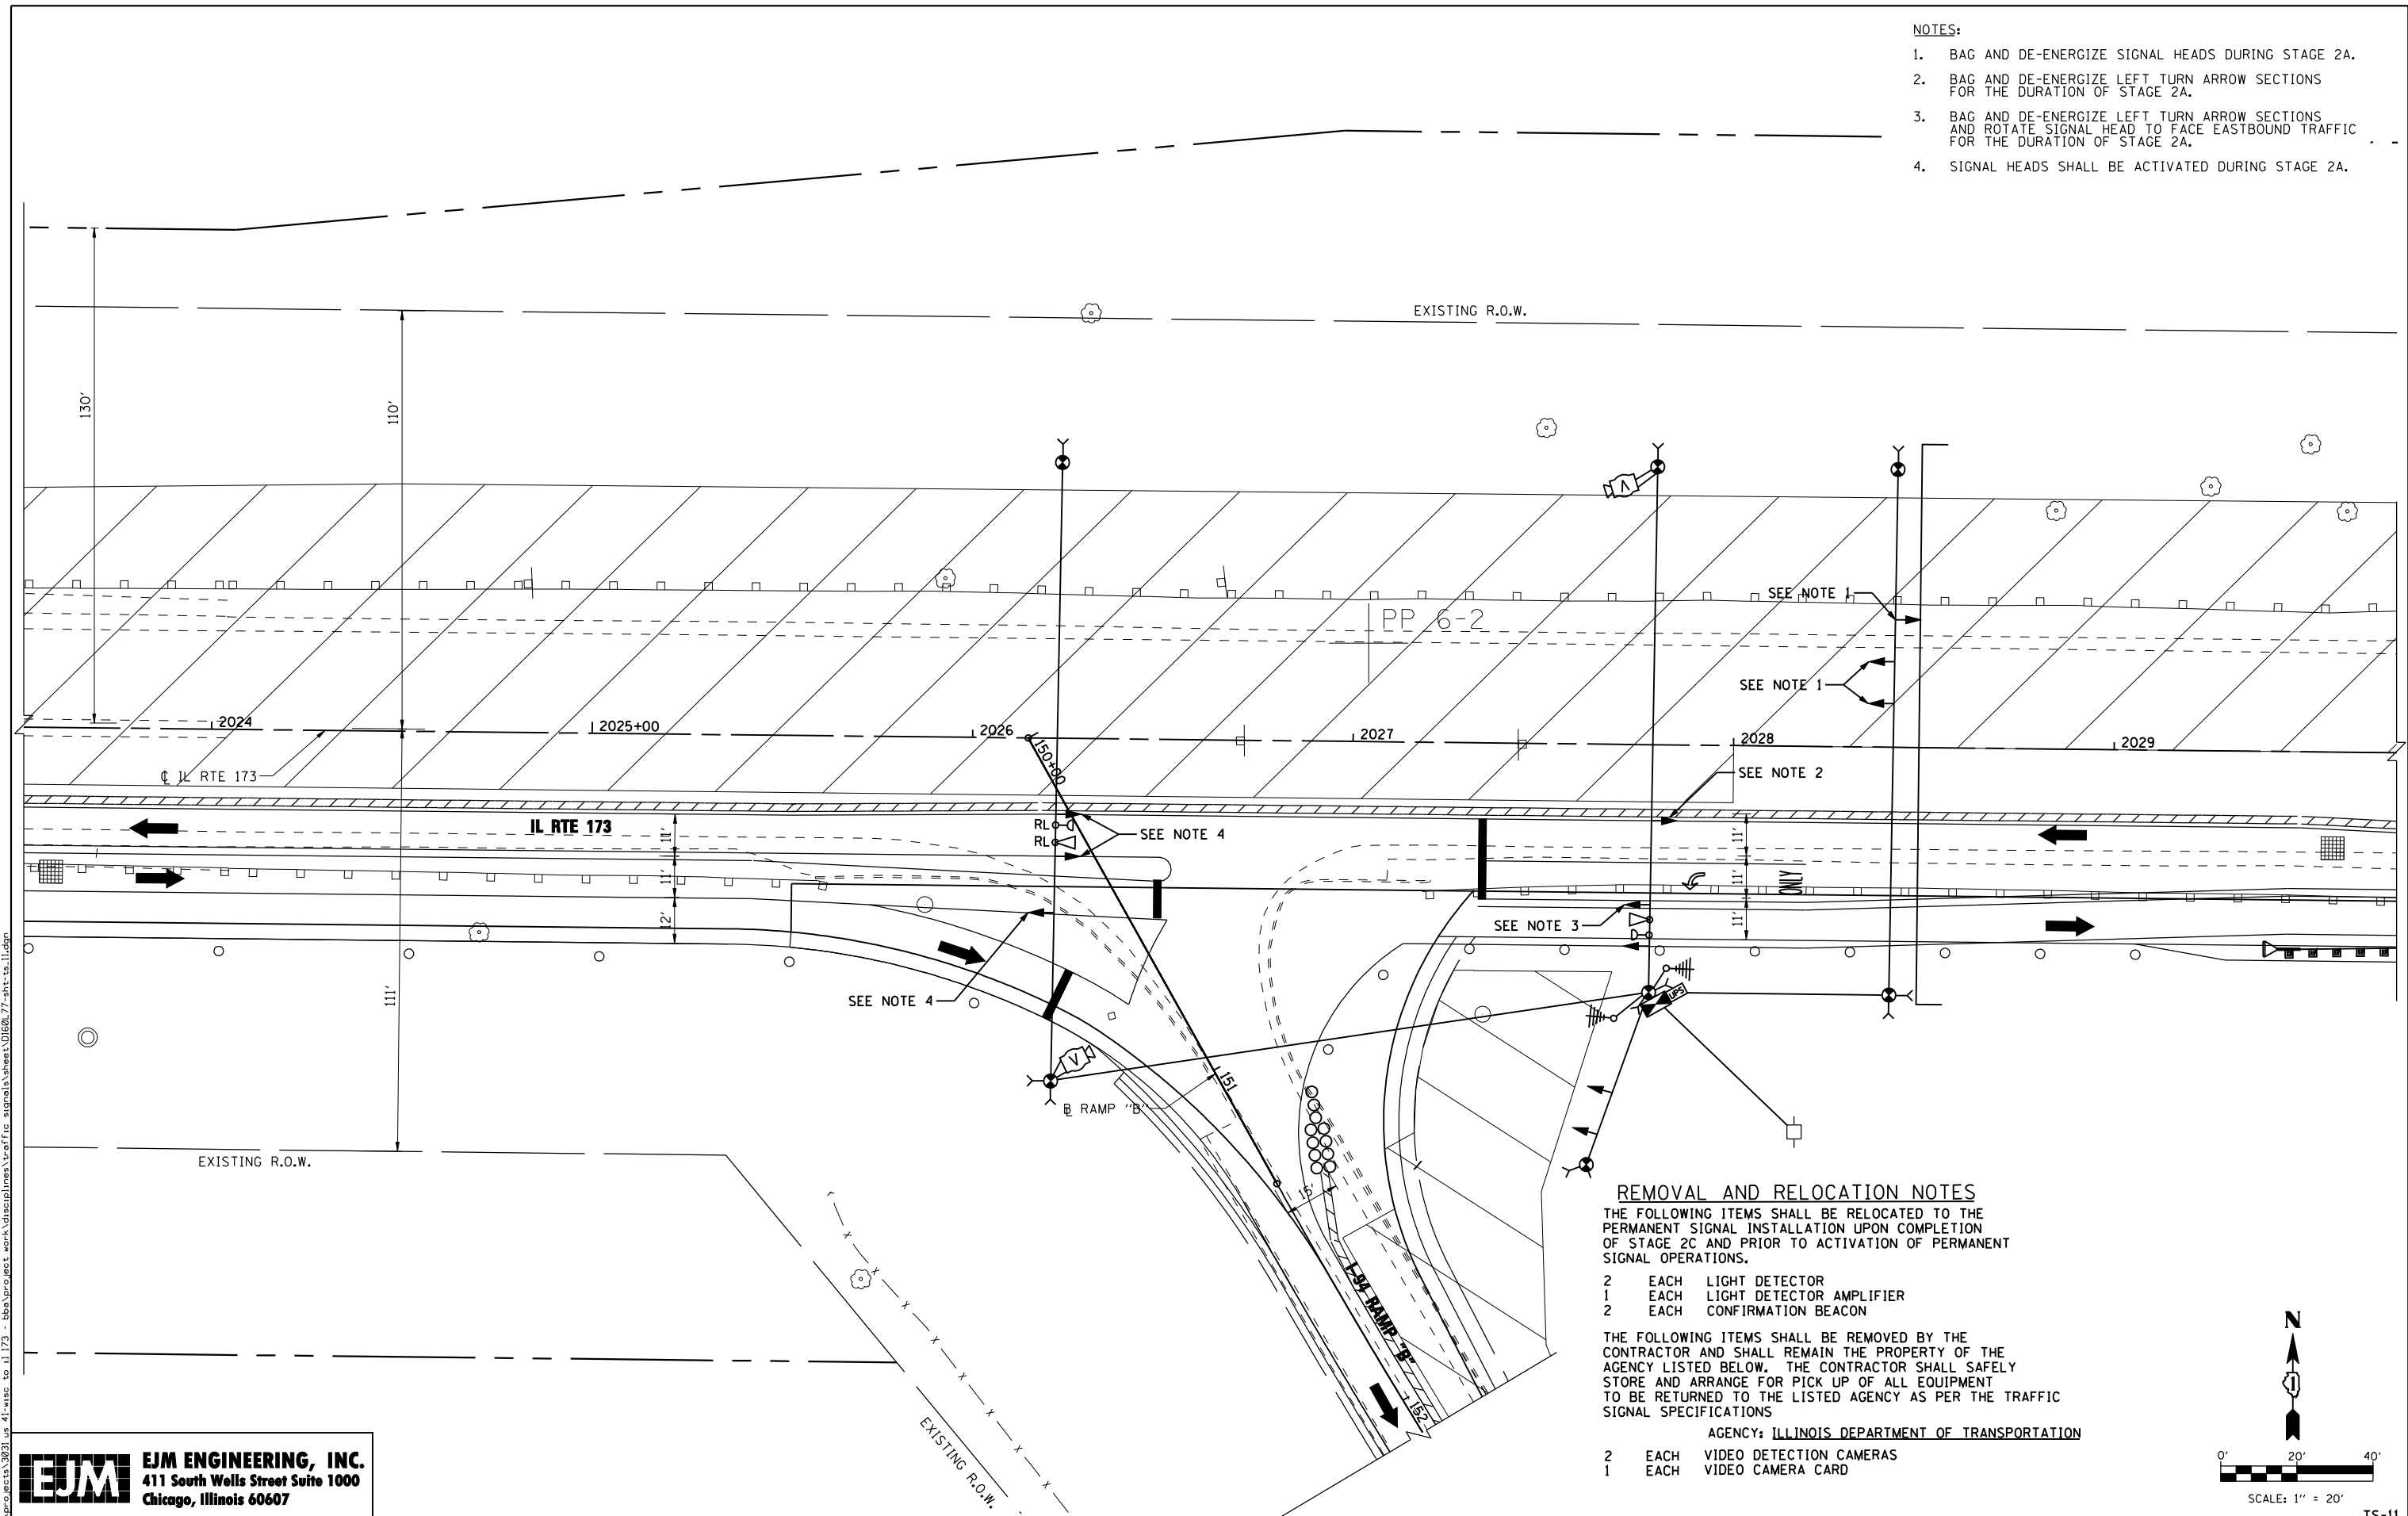 NOTES:
1. BAG AND DE-ENERGIZE SIGNAL HEADS DURING STAGE 2A.
2. BAG AND DE-ENERGIZE LEFT TURN ARROW SECTIONS
FOR THE DURATION OF STAGE 2A.
3. BAG AND DE-ENERGIZE LEFT TURN ARROW SECTIONS
AND ROTATE SIGNAL HEAD TO FACE EASTBOUND TRAFFIC
FOR THE DURATION OF STAGE 2A.
4. SIGNAL HEADS SHALL BE ACTIVATED DURING STAGE 2A.
EXISTING R.O.W.
130'
110'
V
SEE NOTE 1
PP 6-2
SEE NOTE 1
2024
2025+00
2026
2027
2028
2029
150+00
℄ IL RTE 173
SEE NOTE 2
IL RTE 173
11'
RL
RL
SEE NOTE 4
11'
11'
11'
ONLY
12'
11'
SEE NOTE 3
D
111'
SEE NOTE 4
UPS
V
151
B RAMP "B"
EXISTING R.O.W.
15'
I-94 RAMP "B"
152
EXISTING R.O.W.
REMOVAL AND RELOCATION NOTES
THE FOLLOWING ITEMS SHALL BE RELOCATED TO THE
PERMANENT SIGNAL INSTALLATION UPON COMPLETION
OF STAGE 2C AND PRIOR TO ACTIVATION OF PERMANENT
SIGNAL OPERATIONS.
2 EACH LIGHT DETECTOR
1 EACH LIGHT DETECTOR AMPLIFIER
2 EACH CONFIRMATION BEACON
THE FOLLOWING ITEMS SHALL BE REMOVED BY THE
CONTRACTOR AND SHALL REMAIN THE PROPERTY OF THE
AGENCY LISTED BELOW. THE CONTRACTOR SHALL SAFELY
STORE AND ARRANGE FOR PICK UP OF ALL EQUIPMENT
TO BE RETURNED TO THE LISTED AGENCY AS PER THE TRAFFIC
SIGNAL SPECIFICATIONS
AGENCY: ILLINOIS DEPARTMENT OF TRANSPORTATION
2 EACH VIDEO DETECTION CAMERAS
1 EACH VIDEO CAMERA CARD
N
0' 20' 40'
SCALE: 1" = 20'
TS-11
EJM
EJM ENGINEERING, INC.
411 South Wells Street Suite 1000
Chicago, Illinois 60607